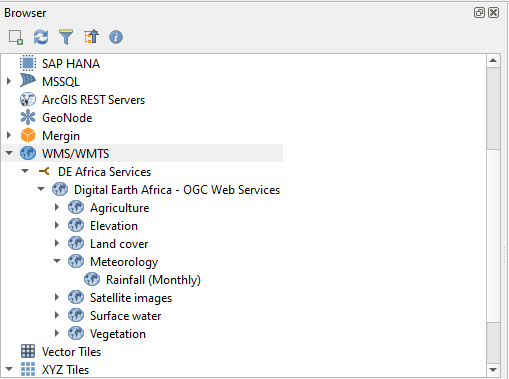 Browser
SAP HANA
MSSQL
ArcGIS REST Servers
GeoNode
Mergin
WMS/WMTS
DE Africa Services
Digital Earth Africa - OGC Web Services
Agriculture
Elevation
Land cover
Meteorology
Rainfall (Monthly)
Satellite images
Surface water
Vegetation
Vector Tiles
XYZ Tiles